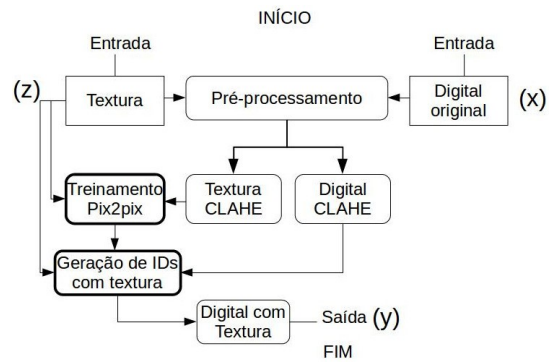 INÍCIO
Entrada
Entrada
(z)
Textura
Pré-processamento
Digital
original
(x)
Treinamento
Pix2pix
Textura
CLAHE
Digital
CLAHE
Geração de IDs
com textura
Digital com
Textura
Saída (y)
FIM